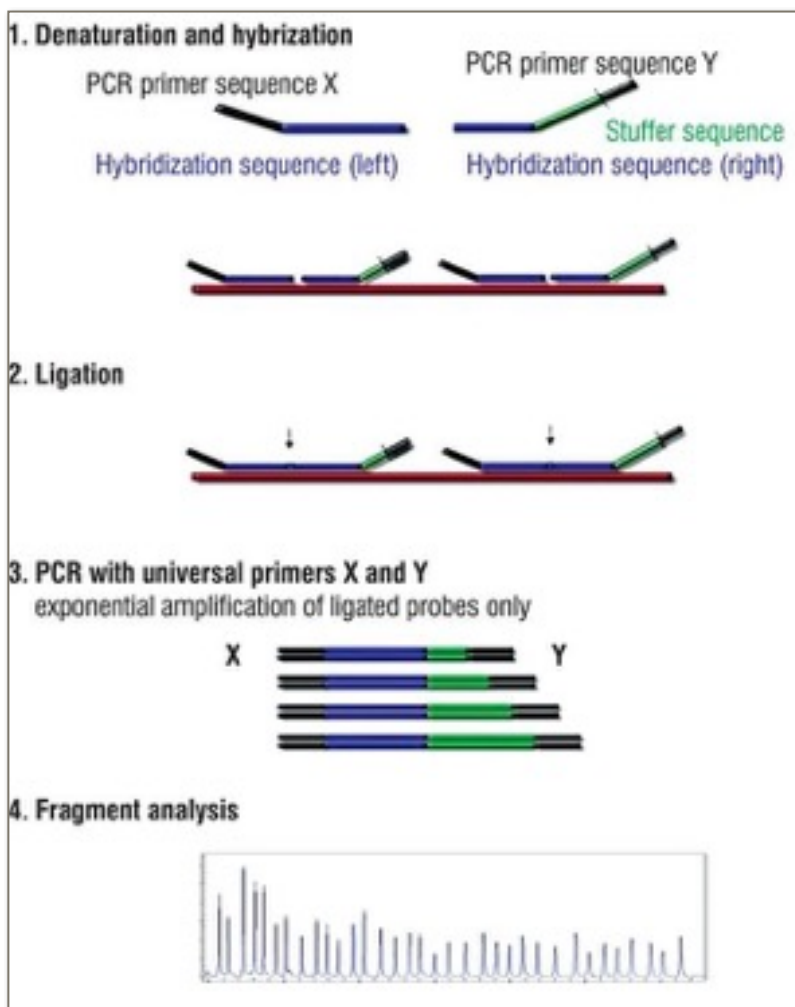 1. Denaturation and hybrization
PCR primer sequence X
PCR primer sequence Y
Stuffer sequence
Hybridization sequence (left)
Hybridization sequence (right)
2. Ligation
3. PCR with universal primers X and Y
exponential amplification of ligated probes only
X
Y
4. Fragment analysis